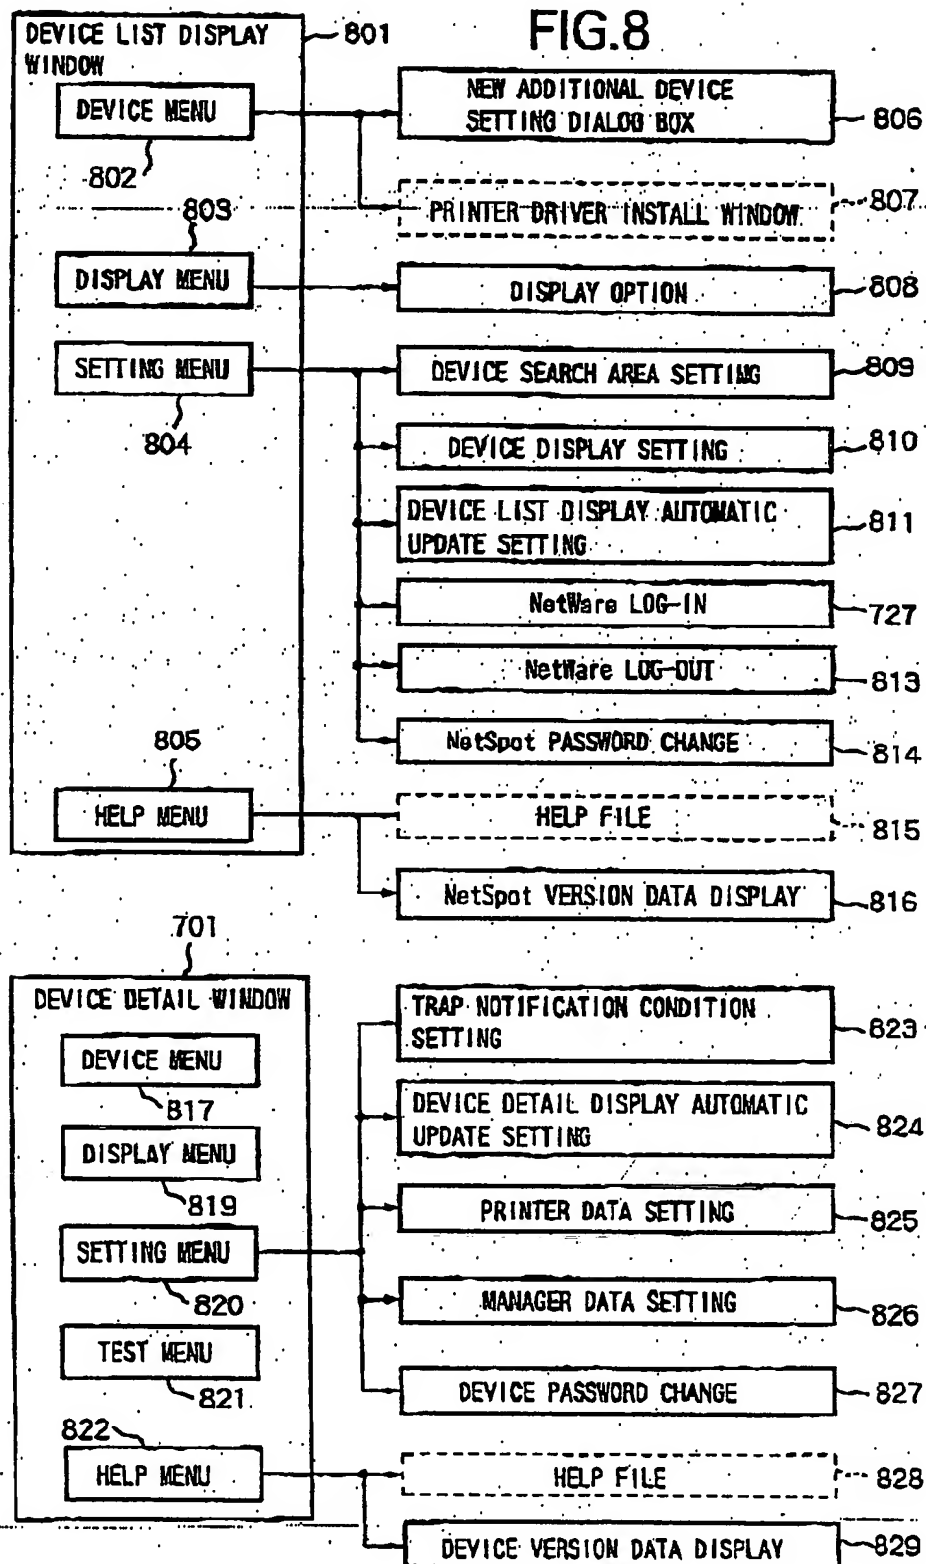 FIG.8
DEVICE LIST DISPLAY
WINDOW
801
DEVICE MENU
802
NEW ADDITIONAL DEVICE
SETTING DIALOG BOX
806
PRINTER DRIVER INSTALL WINDOW
807
803
DISPLAY MENU
DISPLAY OPTION
808
SETTING MENU
804
DEVICE SEARCH AREA SETTING
809
DEVICE DISPLAY SETTING
810
DEVICE LIST DISPLAY AUTOMATIC
UPDATE SETTING
811
NetWare LOG-IN
727
NetWare LOG-OUT
813
NetSpot PASSWORD CHANGE
814
805
HELP MENU
HELP FILE
815
NetSpot VERSION DATA DISPLAY
816
701
DEVICE DETAIL WINDOW
DEVICE MENU
817
DISPLAY MENU
819
SETTING MENU
820
TEST MENU
821
822
HELP MENU
TRAP NOTIFICATION CONDITION
SETTING
823
DEVICE DETAIL DISPLAY AUTOMATIC
UPDATE SETTING
824
PRINTER DATA SETTING
825
MANAGER DATA SETTING
826
DEVICE PASSWORD CHANGE
827
HELP FILE
828
DEVICE VERSION DATA DISPLAY
829